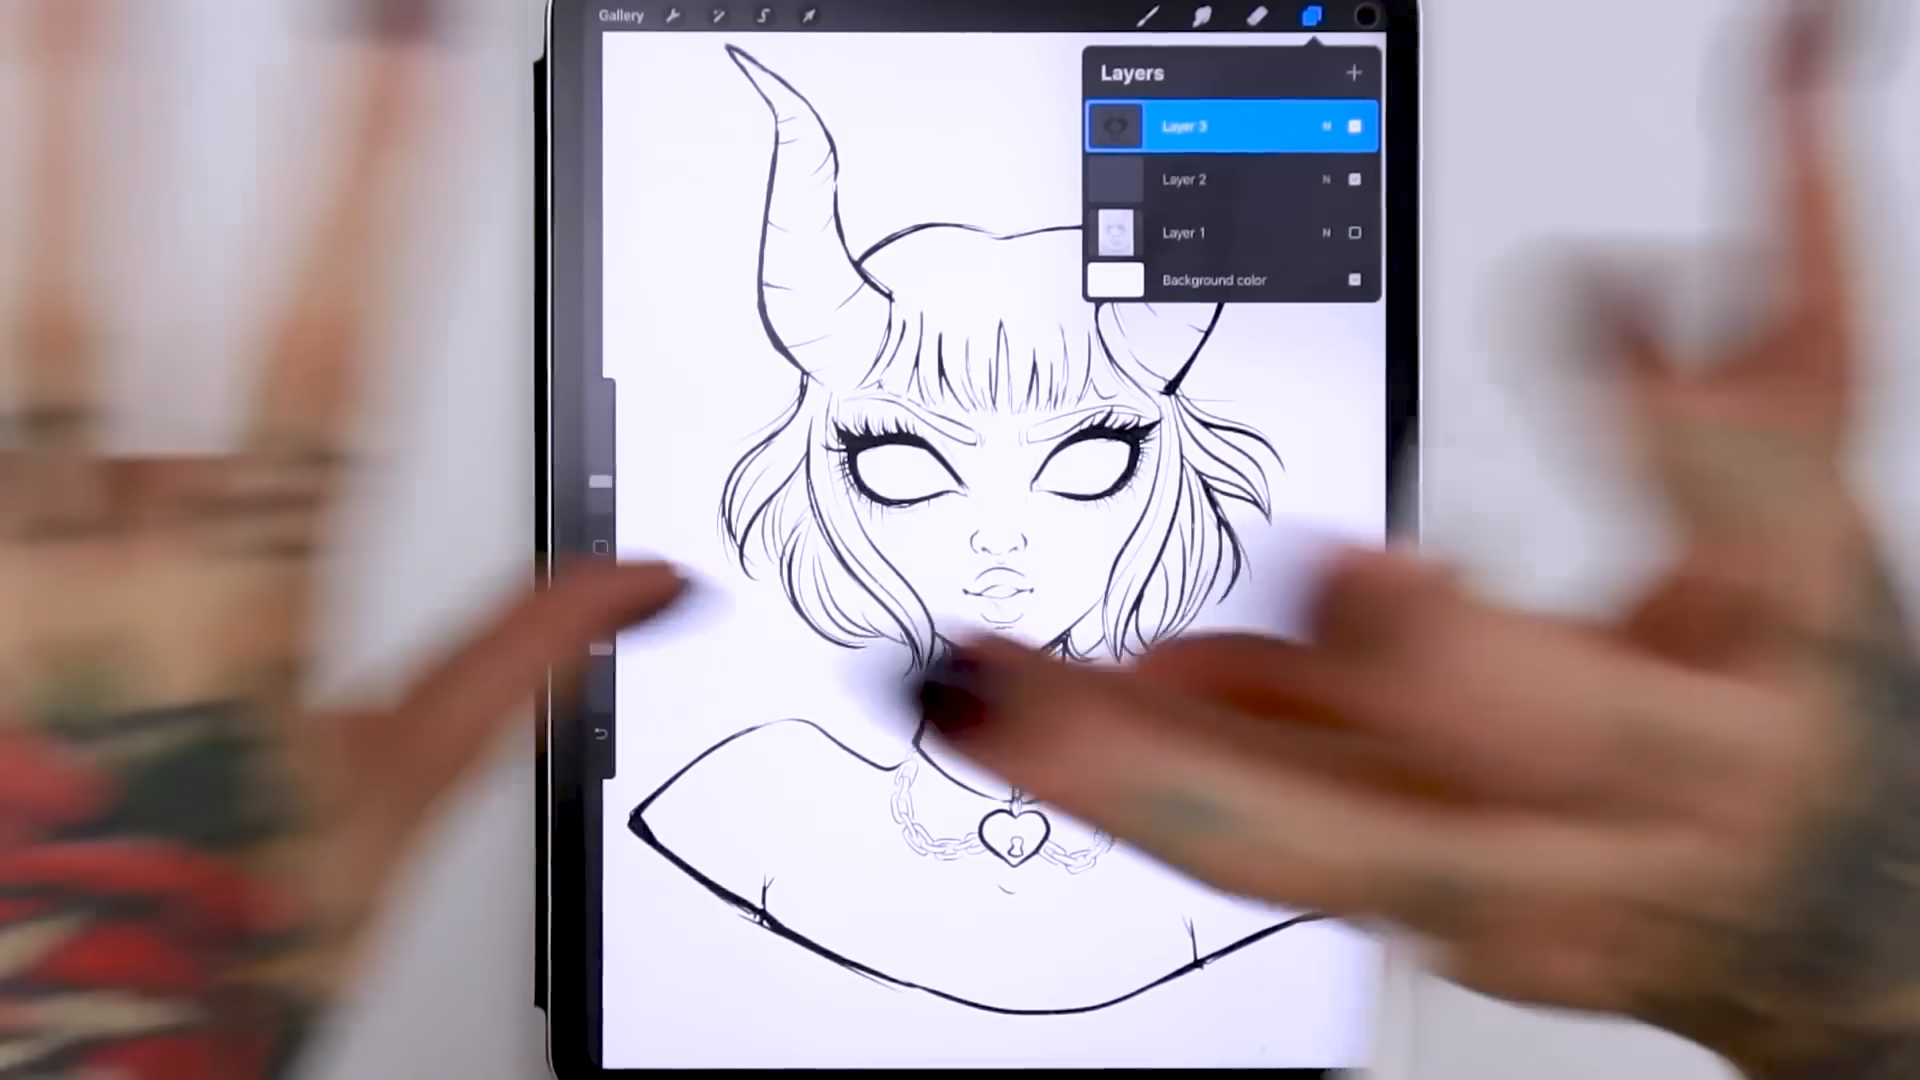 Gallery
Layers
Layer 3 N
Layer 2 N
Layer 1 N
Background color